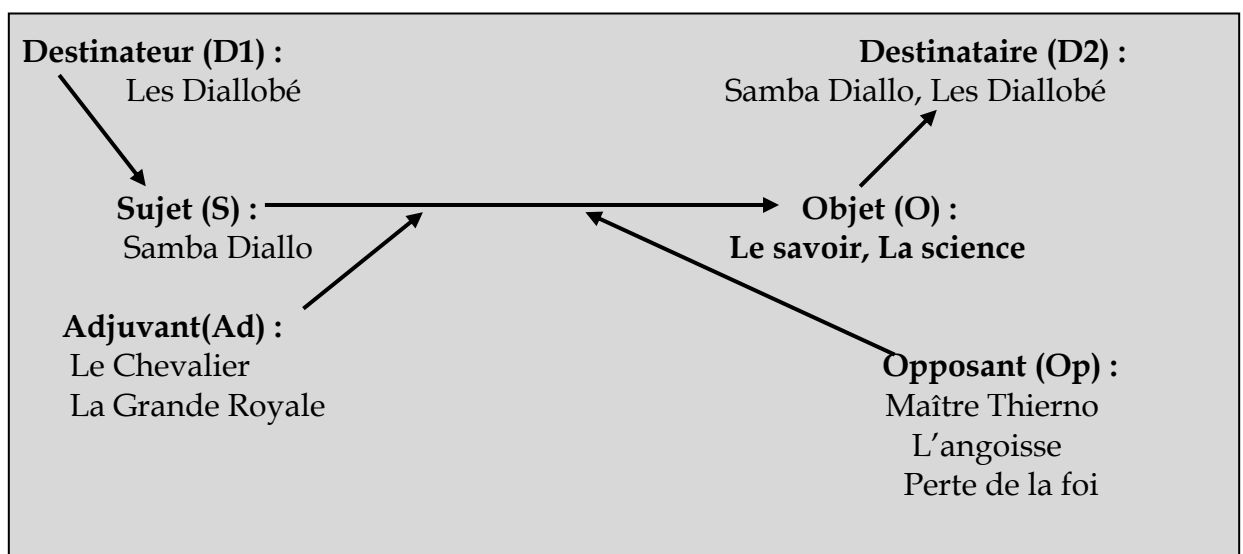 Destinateur (D1) :
Les Diallobé
Destinataire (D2) :
Samba Diallo, Les Diallobé
Sujet (S) :
Samba Diallo
Objet (O) :
Le savoir, La science
Adjuvant(Ad) :
Le Chevalier
La Grande Royale
Opposant (Op) :
Maître Thierno
L’angoisse
Perte de la foi